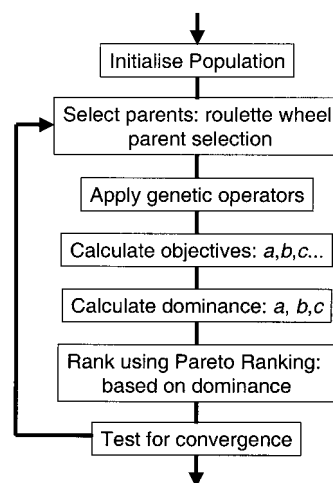 Initialise Population
Select parents: roulette wheel
parent selection
Apply genetic operators
Calculate objectives: a,b,c...
Calculate dominance: a, b,c
Rank using Pareto Ranking:
based on dominance
Test for convergence